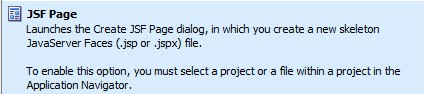 JSF Page
Launches the Create JSF Page dialog, in which you create a new skeleton
JavaServer Faces (.jsp or .jspx) file.
To enable this option, you must select a project or a file within a project in the
Application Navigator.